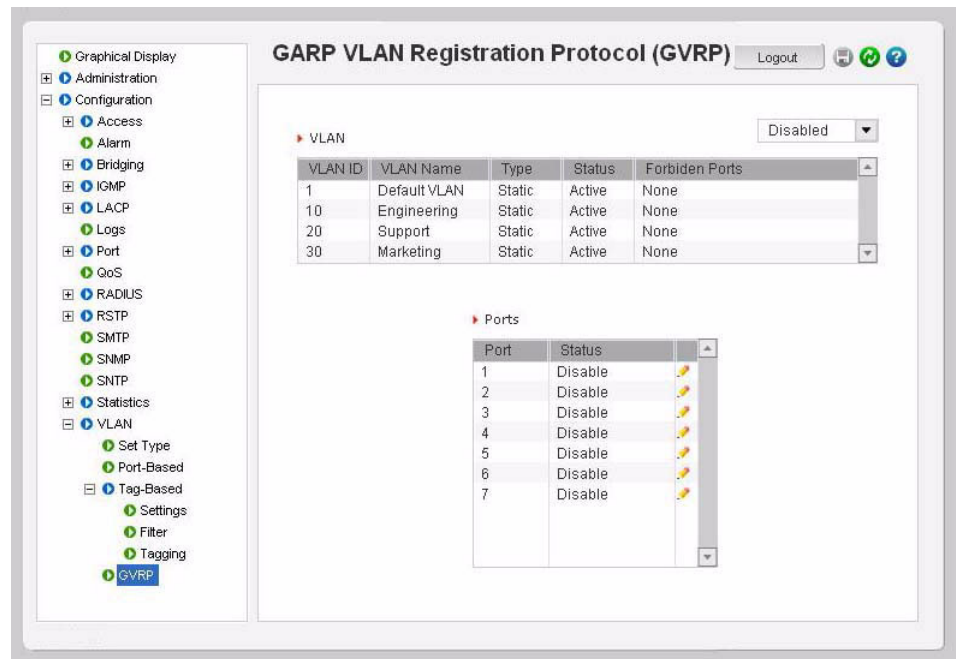 GARP VLAN Registration Protocol (GVRP)
Logout
Graphical Display
Administration
Configuration
Access
Alarm
Bridging
IGMP
LACP
Logs
Port
QoS
RADIUS
RSTP
SMTP
SNMP
SNTP
Statistics
VLAN
Set Type
Port-Based
Tag-Based
Settings
Filter
Tagging
GVRP
VLAN
Disabled
VLAN ID VLAN Name Type Status Forbiden Ports
1 Default VLAN Static Active None
10 Engineering Static Active None
20 Support Static Active None
30 Marketing Static Active None
Ports
Port Status
1 Disable
2 Disable
3 Disable
4 Disable
5 Disable
6 Disable
7 Disable